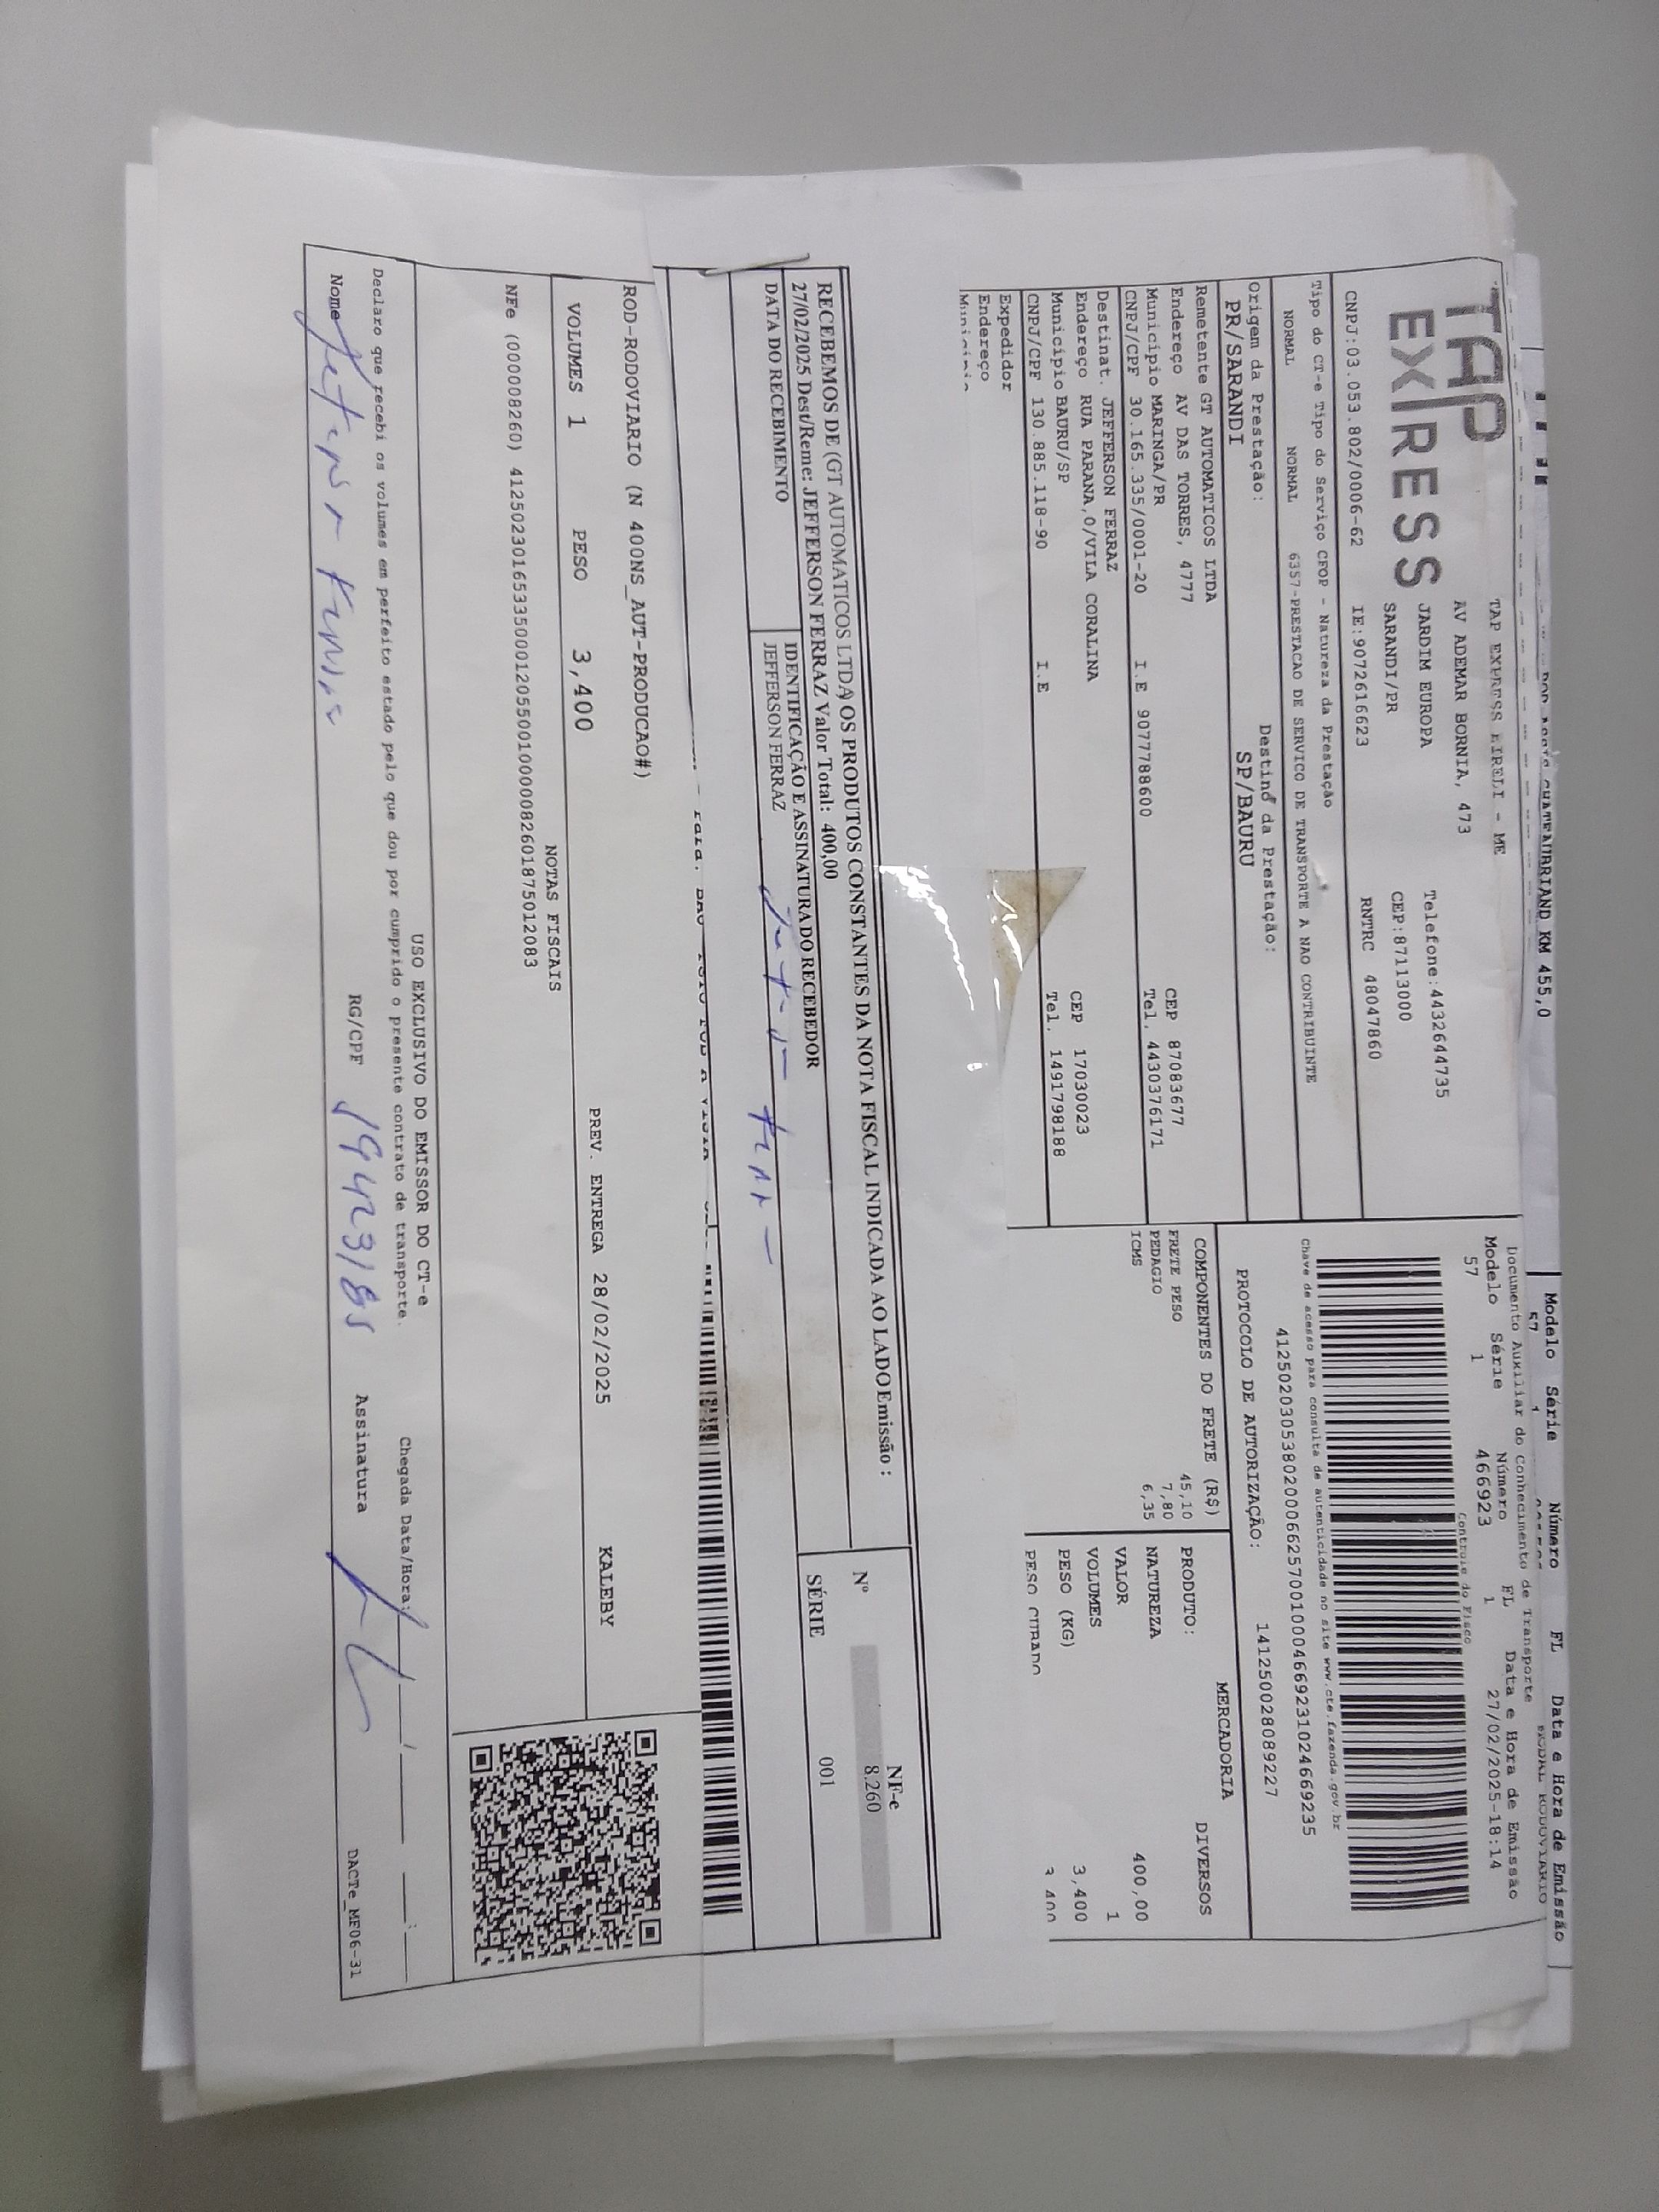 Modelo Série Número FL Data e Hora de Emissão
TAP EXPRESS
TAP EXPRESS EIRELI - ME
AV ADEMAR BORNIA, 473
JARDIM EUROPA Telefone:4432644735
SARANDI/PR CEP:87113000
CNPJ:03.053.802/0006-62 IE:9072616623 RNTRC 48047860
Documento Auxiliar do Conhecimento de Transporte
Modelo Série Número FL Data e Hora de Emissão
57 1 466923 1 27/02/2025-18:14
Controle do Fisco
Tipo do CT-e Tipo do Serviço CFOP - Natureza da Prestação
NORMAL NORMAL 6357-PRESTACAO DE SERVICO DE TRANSPORTE A NAO CONTRIBUINTE
Chave de acesso para consulta de autenticidade no site www.cte.fazenda.gov.br
41250203053802000662570010004669231024669235
Origem da Prestação: Destino da Prestação:
PR/SARANDI SP/BAURU
PROTOCOLO DE AUTORIZAÇÃO: 141250028089227
Remetente GT AUTOMATICOS LTDA
Endereço AV DAS TORRES, 4777 CEP 87083677
Município MARINGA/PR Tel. 4430376171
CNPJ/CPF 30.165.335/0001-20 I.E 9077788600
Destinat. JEFFERSON FERRAZ
Endereço RUA PARANA,0/VILA CORALINA CEP 17030023
Município BAURU/SP Tel. 1491798188
CNPJ/CPF 130.885.118-90 I.E
Expedidor
Endereço
COMPONENTES DO FRETE (R$)
FRETE PESO 45,10
PEDAGIO 7,80
ICMS 6,35
MERCADORIA
PRODUTO: DIVERSOS
NATUREZA
VALOR 400,00
VOLUMES 1
PESO (KG) 3,400
RECEBEMOS DE (GT AUTOMATICOS LTDA) OS PRODUTOS CONSTANTES DA NOTA FISCAL INDICADA AO LADO Emissão :
27/02/2025 Dest/Reme: JEFFERSON FERRAZ Valor Total: 400,00
DATA DO RECEBIMENTO IDENTIFICAÇÃO E ASSINATURA DO RECEBEDOR
JEFFERSON FERRAZ
NF-e
Nº 8.260
SÉRIE 001
ROD-RODOVIARIO (N 400NS_AUT-PRODUCAO#)
VOLUMES 1 PESO 3,400 PREV. ENTREGA 28/02/2025 KALEBY
NOTAS FISCAIS
NFe (000008260) 41250230165335000120550010000082601875012083
USO EXCLUSIVO DO EMISSOR DO CT-e
Declaro que recebi os volumes em perfeito estado pelo que dou por cumprido o presente contrato de transporte. Chegada Data/Hora:
Nome RG/CPF Assinatura
DACTe_MF06-31